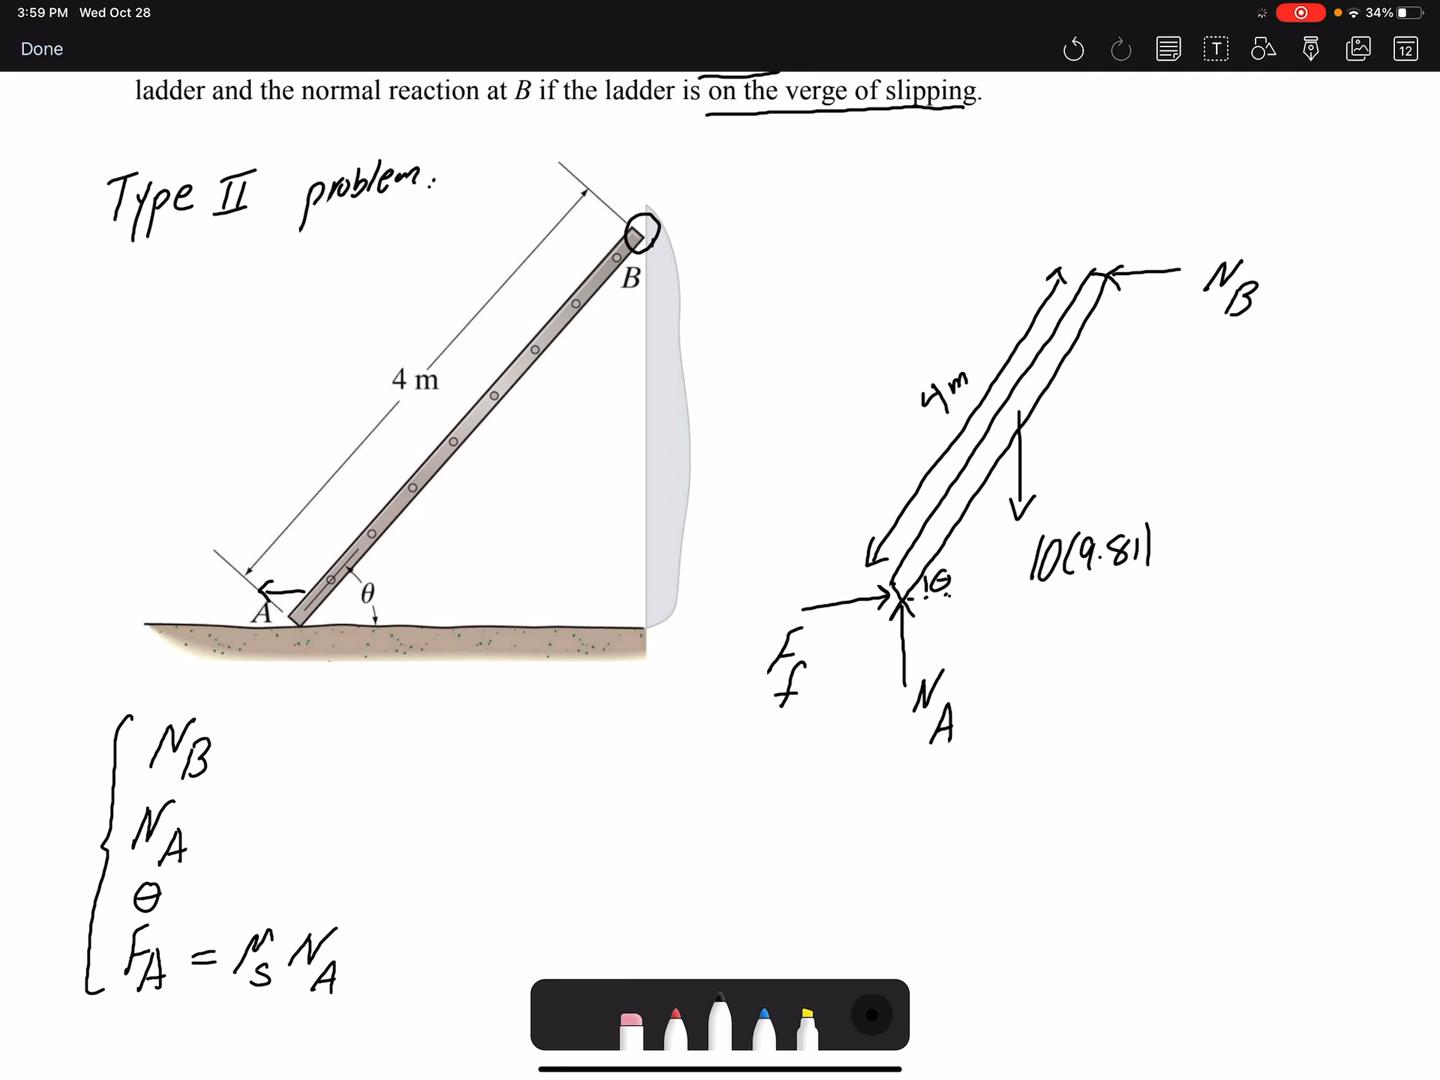 3:59 PM Wed Oct 28
34%
Done
T
12
ladder and the normal reaction at B if the ladder is on the verge of slipping.
Type II problem:
B
4 m
θ
A
N_B
4m
10(9.81)
θ
F_f
N_A
N_B
N_A
θ
F_A = μ_s N_A